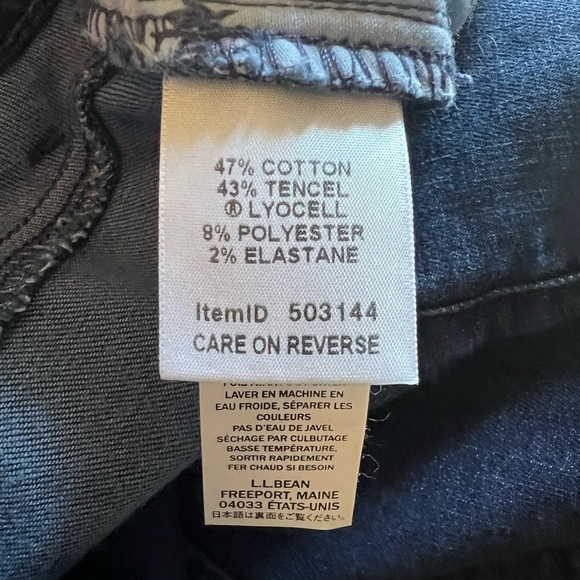 47% COTTON
43% TENCEL
® LYOCELL
8% POLYESTER
2% ELASTANE
ItemID 503144
CARE ON REVERSE
LAVER EN MACHINE EN
EAU FROIDE, SÉPARER LES
COULEURS
PAS D'EAU DE JAVEL
SÉCHAGE PAR CULBUTAGE
BASSE TEMPÉRATURE,
SORTIR RAPIDEMENT
FER CHAUD SI BESOIN
L.L.BEAN
FREEPORT, MAINE
04033 ÉTATS-UNIS
日本語は裏面をご覧ください。